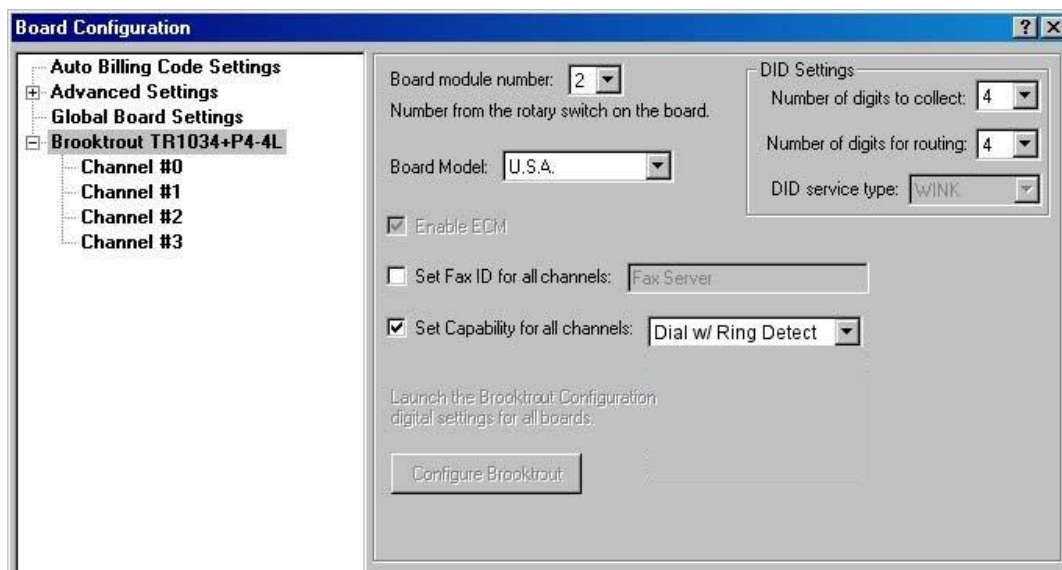 Board Configuration
Auto Billing Code Settings
Advanced Settings
Global Board Settings
Brooktrout TR1034+P4-4L
Channel #0
Channel #1
Channel #2
Channel #3
Board module number: 2
Number from the rotary switch on the board.
Board Model: U.S.A.
Enable ECM
Set Fax ID for all channels: Fax Server
Set Capability for all channels: Dial w/ Ring Detect
Launch the Brooktrout Configuration
digital settings for all boards.
Configure Brooktrout
DID Settings
Number of digits to collect: 4
Number of digits for routing: 4
DID service type: WINK